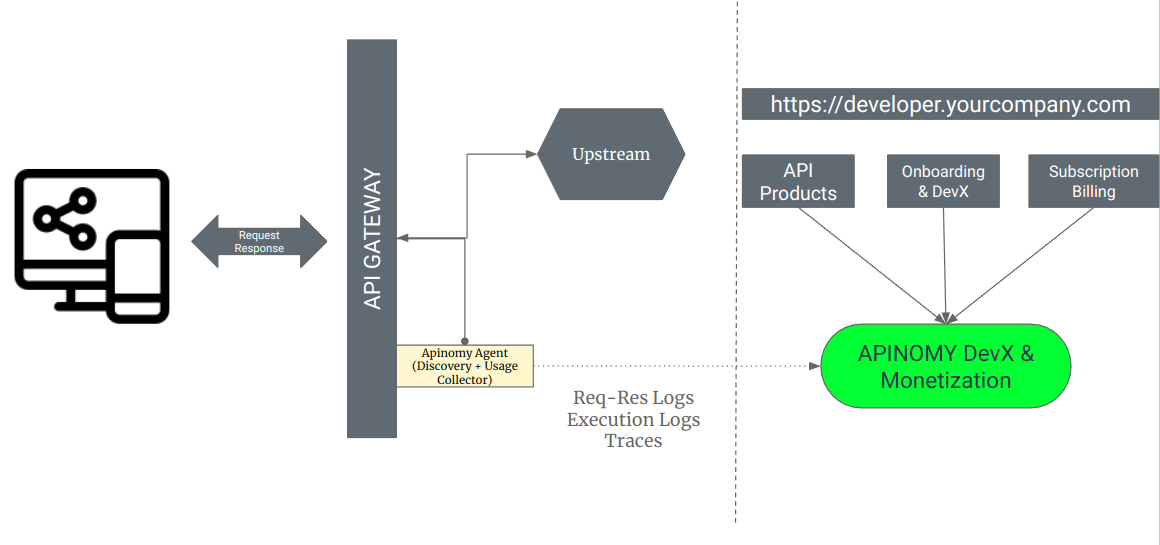 https://developer.yourcompany.com
API
Products
Onboarding
& DevX
Subscription
Billing
Upstream
API GATEWAY
Request
Response
Apinomy Agent
(Discovery + Usage
Collector)
APINOMY DevX &
Monetization
Req-Res Logs
Execution Logs
Traces